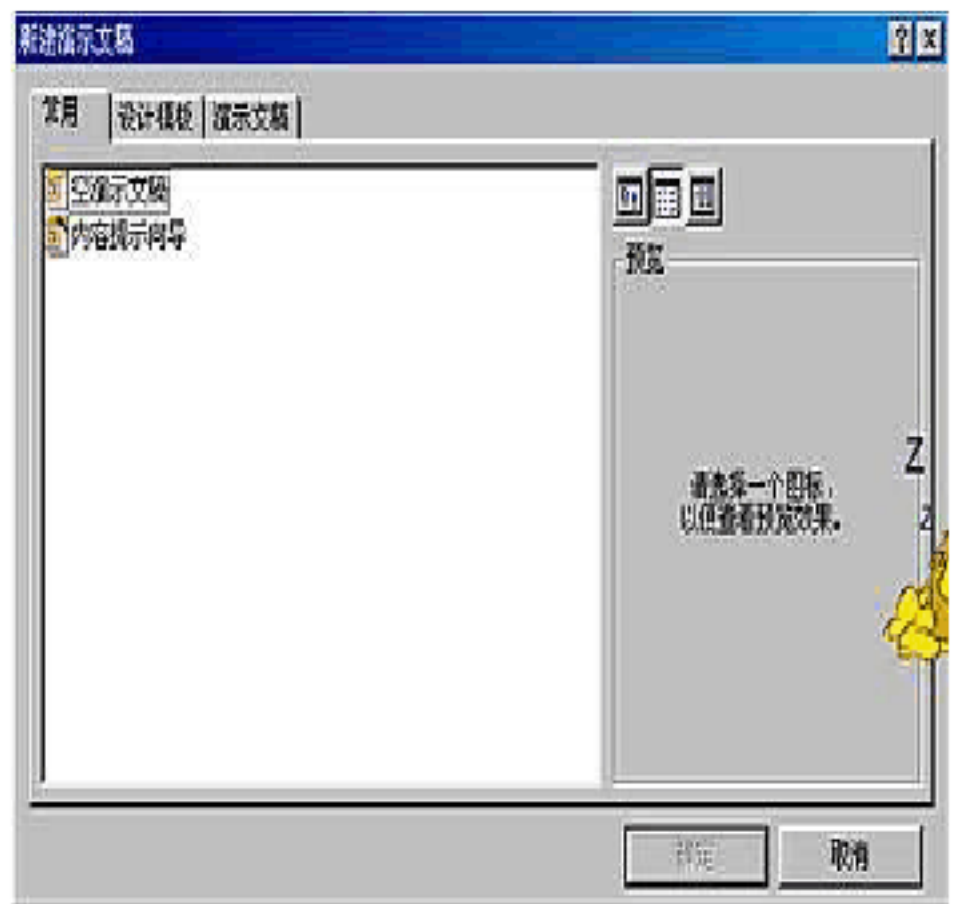 新建演示文稿
常用
设计模板
演示文稿
空演示文稿
内容提示向导
预览
请选择一个图标，
以便查看预览效果。
Z
z
确定
取消